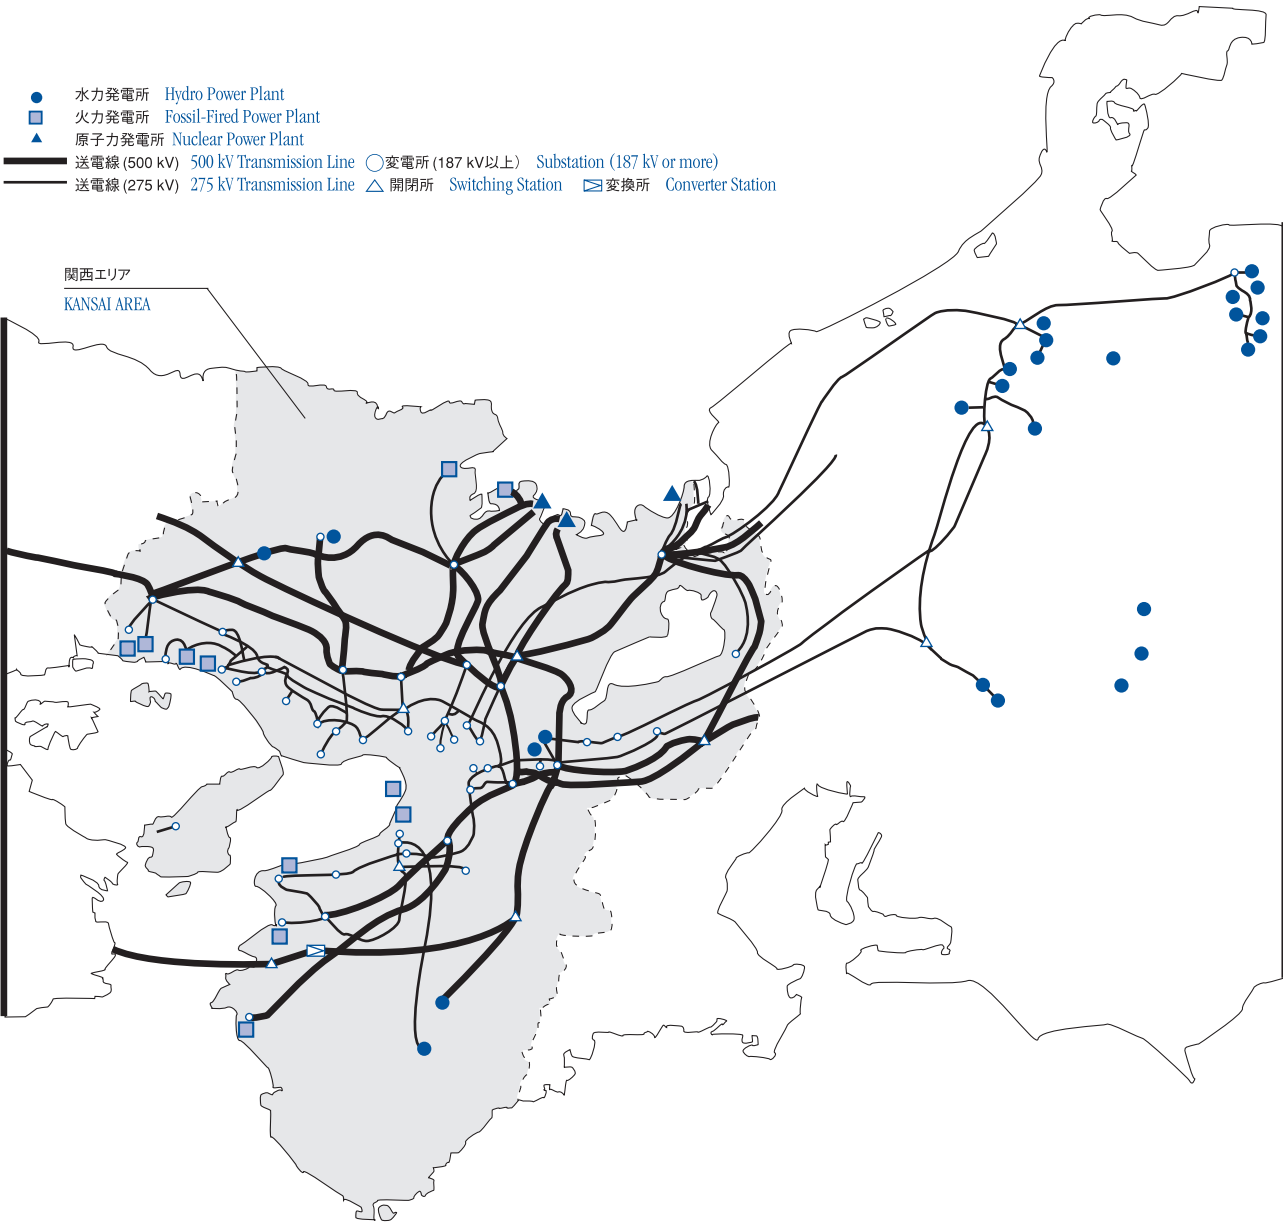 水力発電所 Hydro Power Plant
火力発電所 Fossil-Fired Power Plant
原子力発電所 Nuclear Power Plant
送電線 (500 kV) 500 kV Transmission Line 変電所 (187 kV以上) Substation (187 kV or more)
送電線 (275 kV) 275 kV Transmission Line 開閉所 Switching Station 変換所 Converter Station
関西エリア
KANSAI AREA